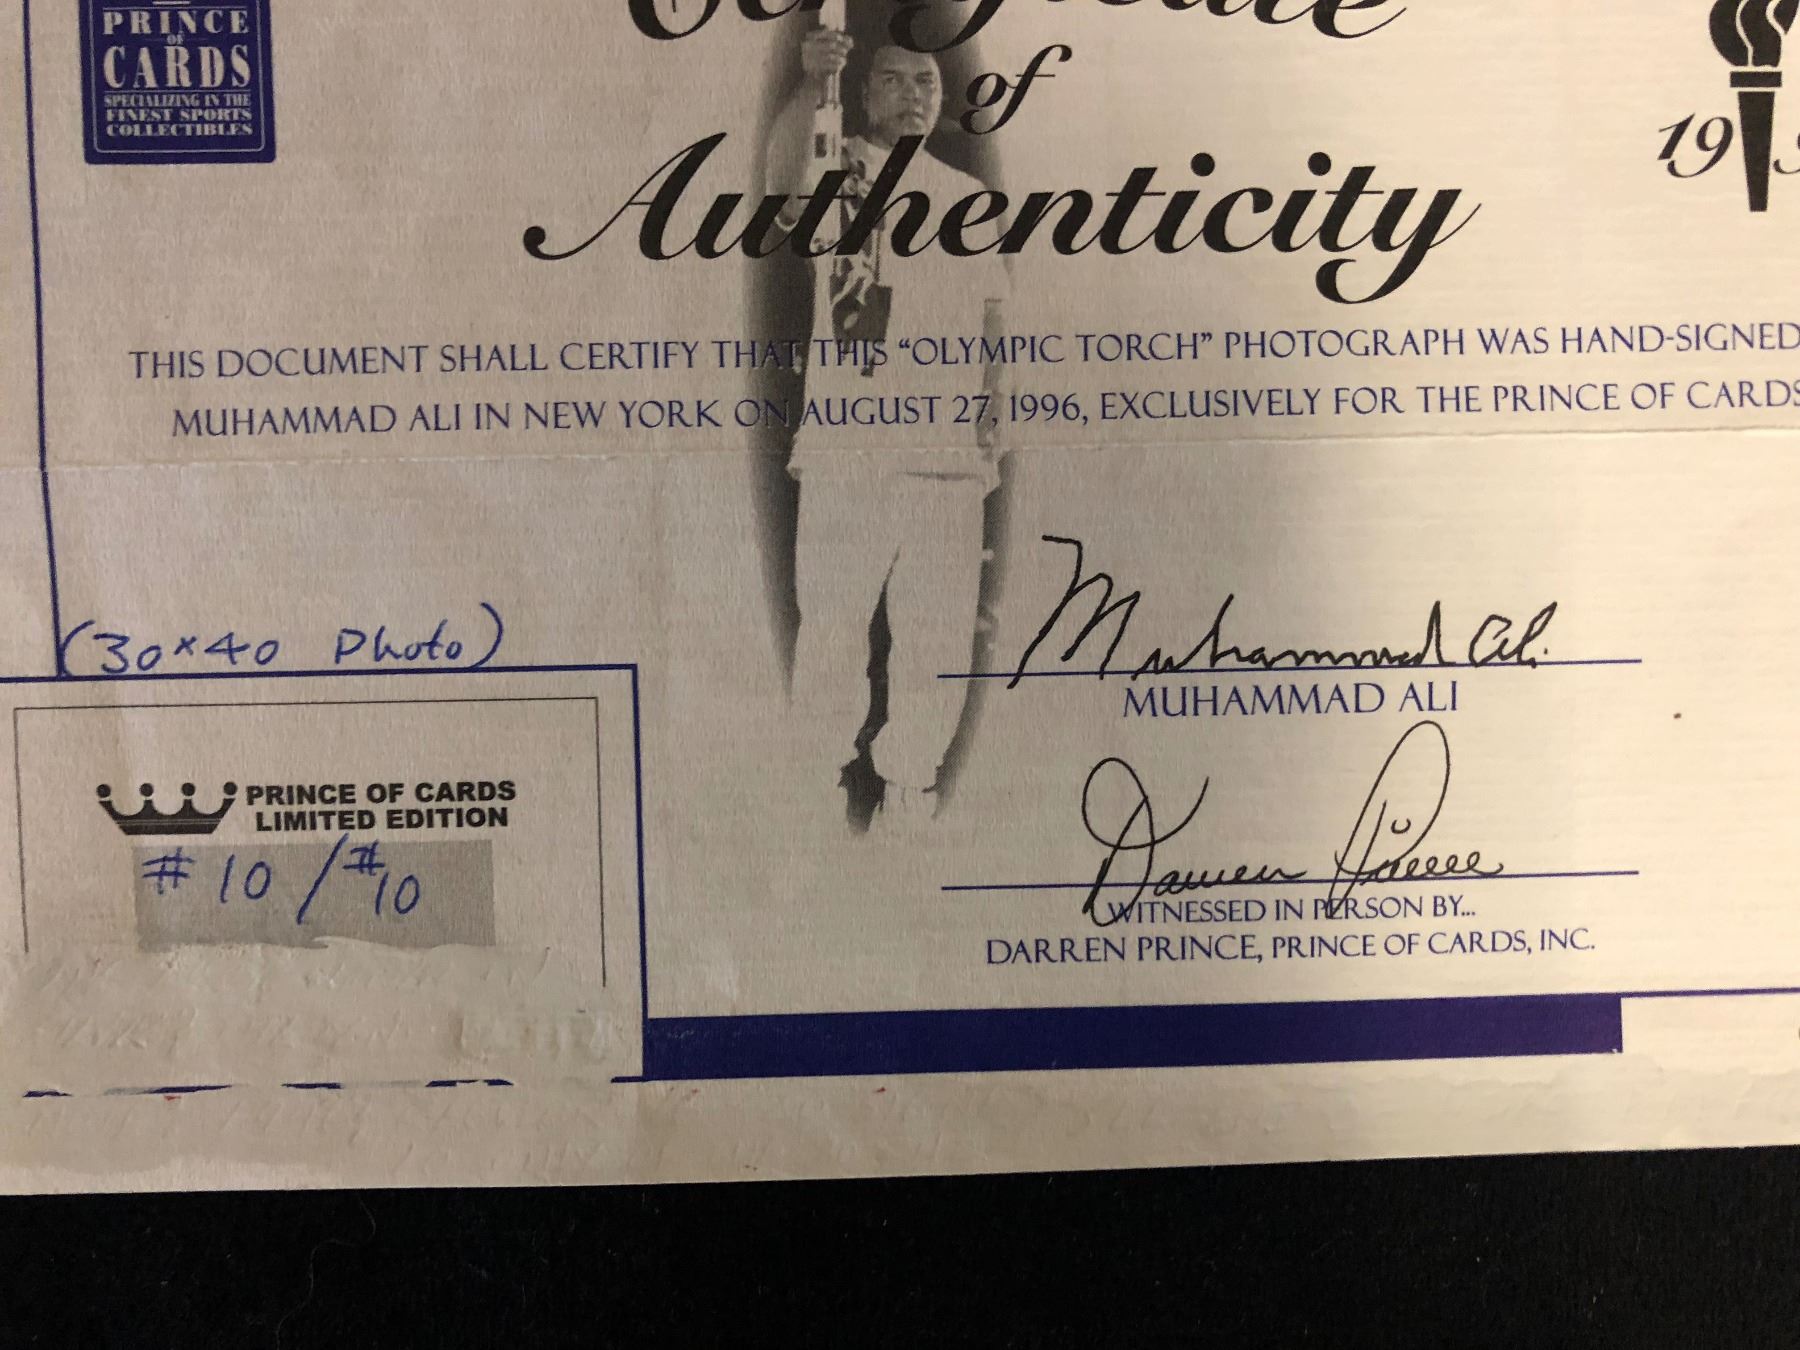 PRINCE
OF
CARDS
SPECIALIZING IN THE
FINEST SPORTS
COLLECTIBLES
Certificate
of
Authenticity
19
THIS DOCUMENT SHALL CERTIFY THAT THIS “OLYMPIC TORCH” PHOTOGRAPH WAS HAND-SIGNED
MUHAMMAD ALI IN NEW YORK ON AUGUST 27, 1996, EXCLUSIVELY FOR THE PRINCE OF CARDS
(30×40 Photo)
Muhammad Ali
MUHAMMAD ALI
PRINCE OF CARDS
LIMITED EDITION
#10/#10
Darren Prince
WITNESSED IN PERSON BY...
DARREN PRINCE, PRINCE OF CARDS, INC.